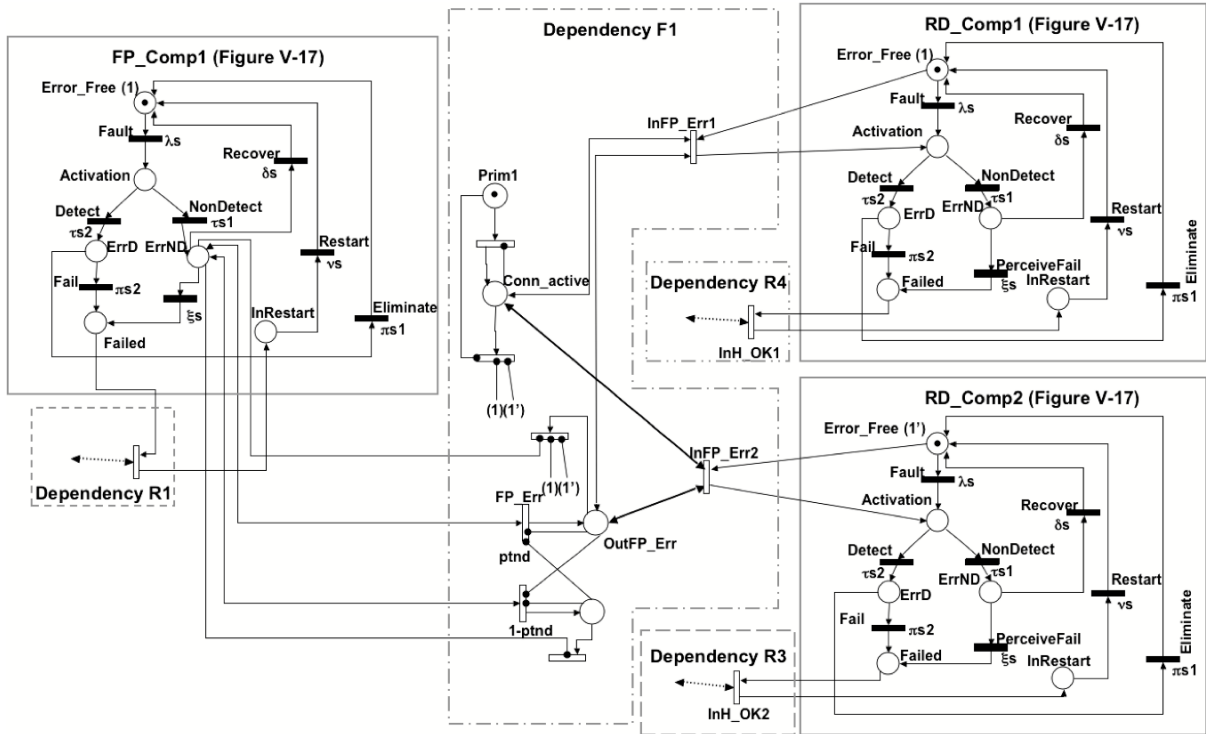 FP_Comp1 (Figure V-17)
Error_Free (1)
Fault
λs
Recover
δs
Activation
Detect
τs2
NonDetect
τs1
ErrD
ErrND
Restart
νs
Fail
πs2
ξs
InRestart
Eliminate
πs1
Failed
Dependency R1
Dependency F1
InFP_Err1
Prim1
Conn_active
(1)(1')
InFP_Err2
(1)(1')
FP_Err
ptnd
OutFP_Err
1-ptnd
RD_Comp1 (Figure V-17)
Error_Free (1)
Fault
λs
Recover
δs
Activation
Detect
τs2
NonDetect
τs1
ErrD
ErrND
Restart
νs
Eliminate
πs1
Fail
πs2
PerceiveFail
ξs
InRestart
Failed
Dependency R4
InH_OK1
RD_Comp2 (Figure V-17)
Error_Free (1')
Fault
λs
Recover
δs
Activation
Detect
τs2
NonDetect
τs1
ErrD
ErrND
Restart
νs
Eliminate
πs1
Fail
πs2
PerceiveFail
ξs
InRestart
Failed
Dependency R3
InH_OK2